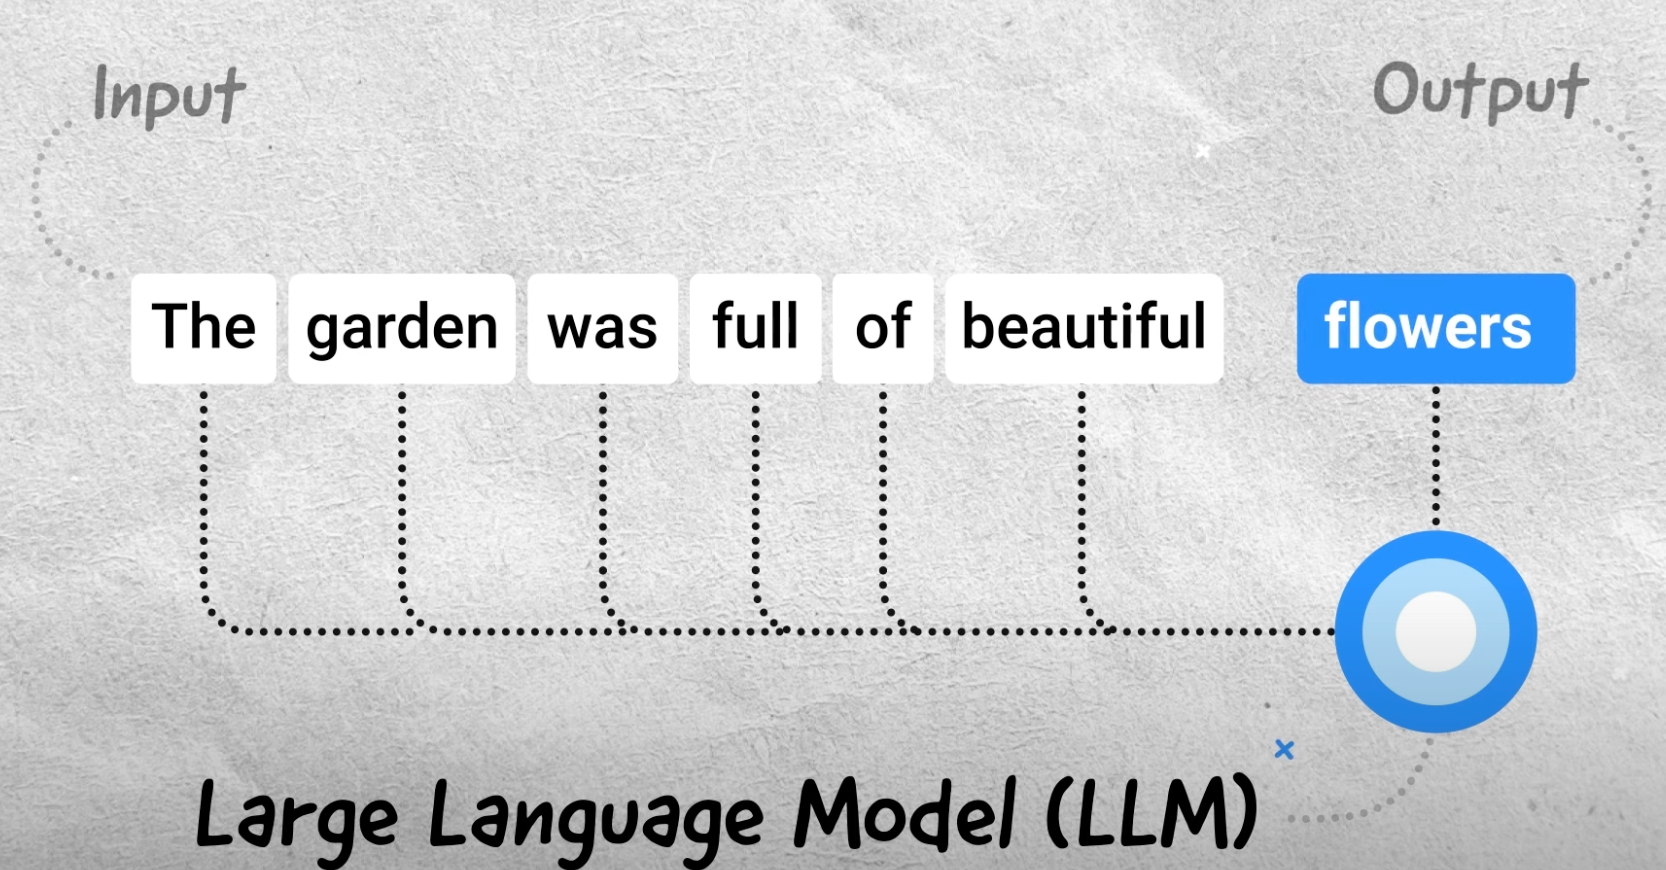 Input
Output
The garden was full of beautiful flowers
Large Language Model (LLM)